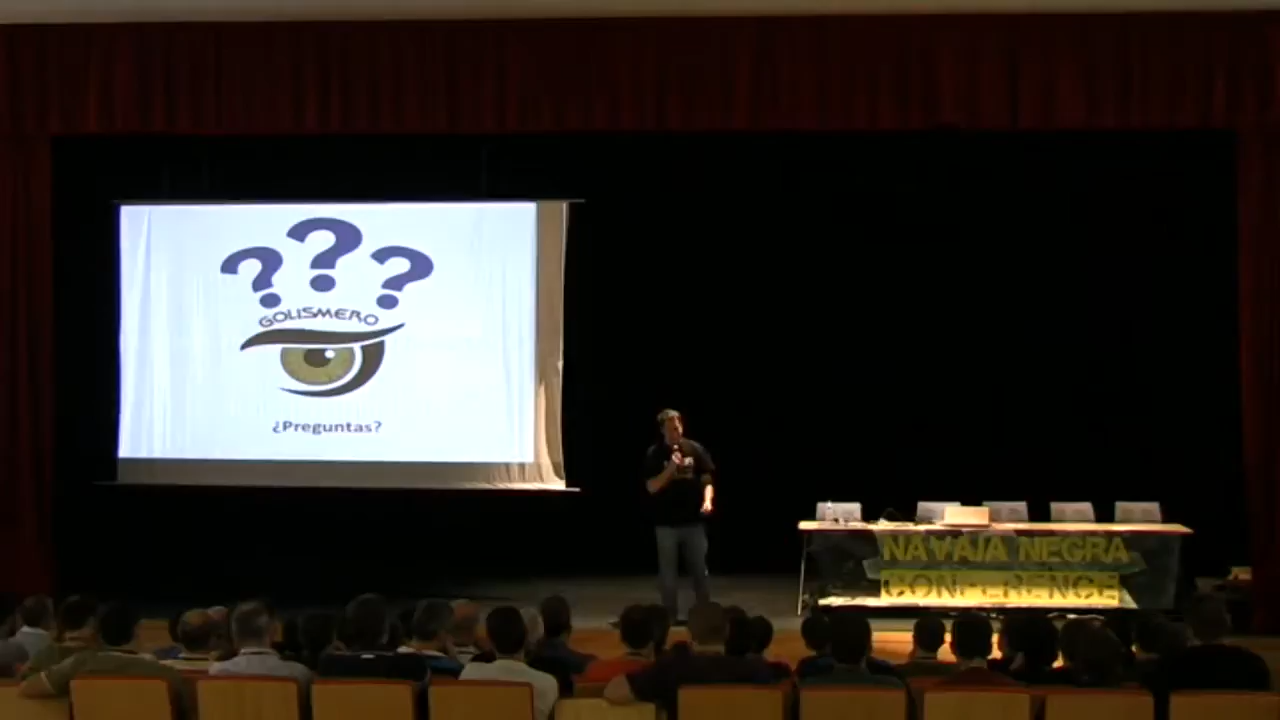 ???
GOLISMERO
¿Preguntas?
NAVAJA NEGRA
CONFERENCE